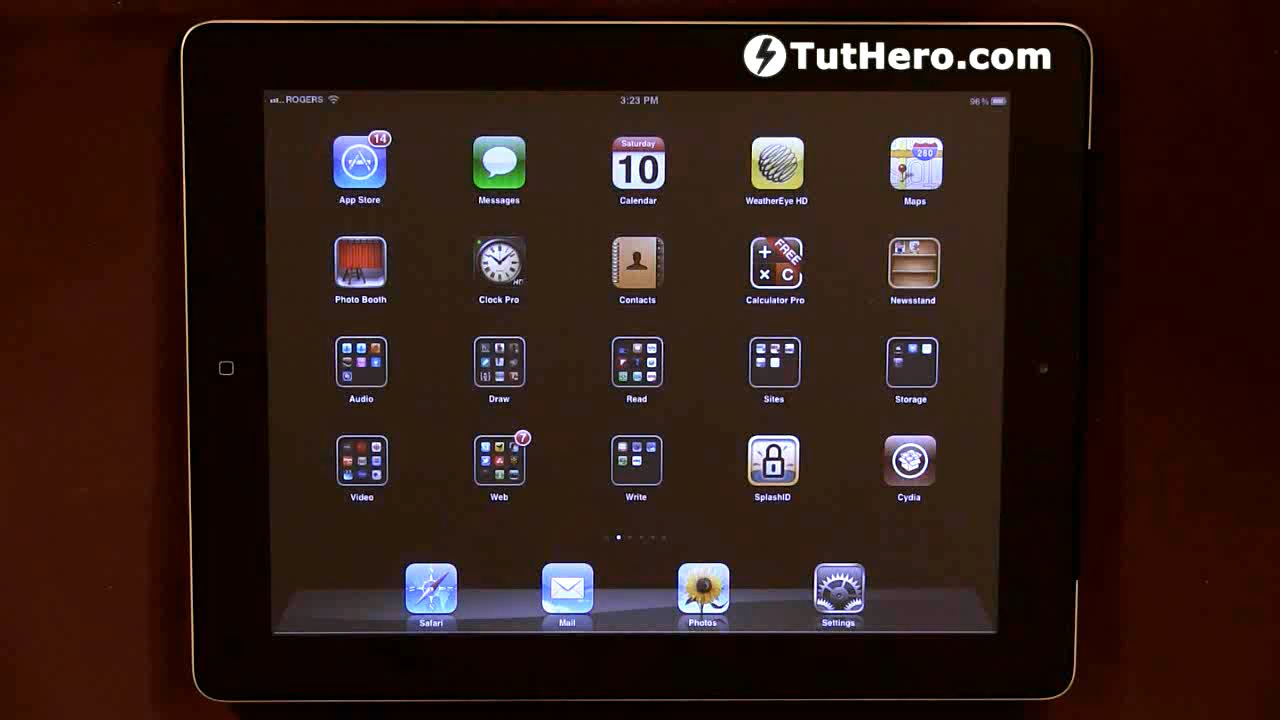 TutHero.com
ROGERS 3:23 PM 96%
14
Saturday
10
280
App Store Messages Calendar WeatherEye HD Maps
FREE
+
× C
Photo Booth Clock Pro Contacts Calculator Pro Newsstand
Audio Draw Read Sites Storage
7
Video Web Write SplashID Cydia
Safari Mail Photos Settings